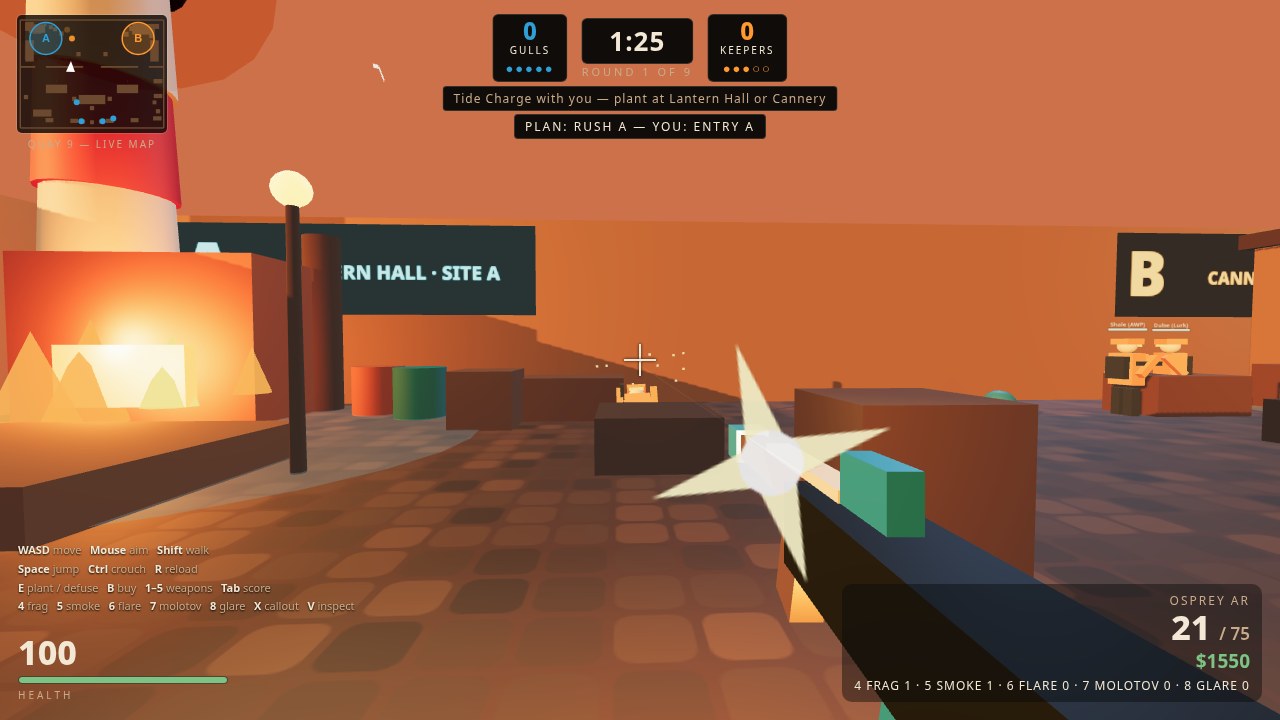 A
B
QUAY 9 — LIVE MAP
0
GULLS
1:25
ROUND 1 OF 9
0
KEEPERS
Tide Charge with you — plant at Lantern Hall or Cannery
PLAN: RUSH A — YOU: ENTRY A
RN HALL · SITE A
B CANN
Shale (AWP)
WASD move Mouse aim Shift walk
Space jump Ctrl crouch R reload
E plant / defuse B buy 1–5 weapons Tab score
4 frag 5 smoke 6 flare 7 molotov 8 glare X callout V inspect
100
HEALTH
OSPREY AR
21 / 75
$1550
4 FRAG 1 · 5 SMOKE 1 · 6 FLARE 0 · 7 MOLOTOV 0 · 8 GLARE 0